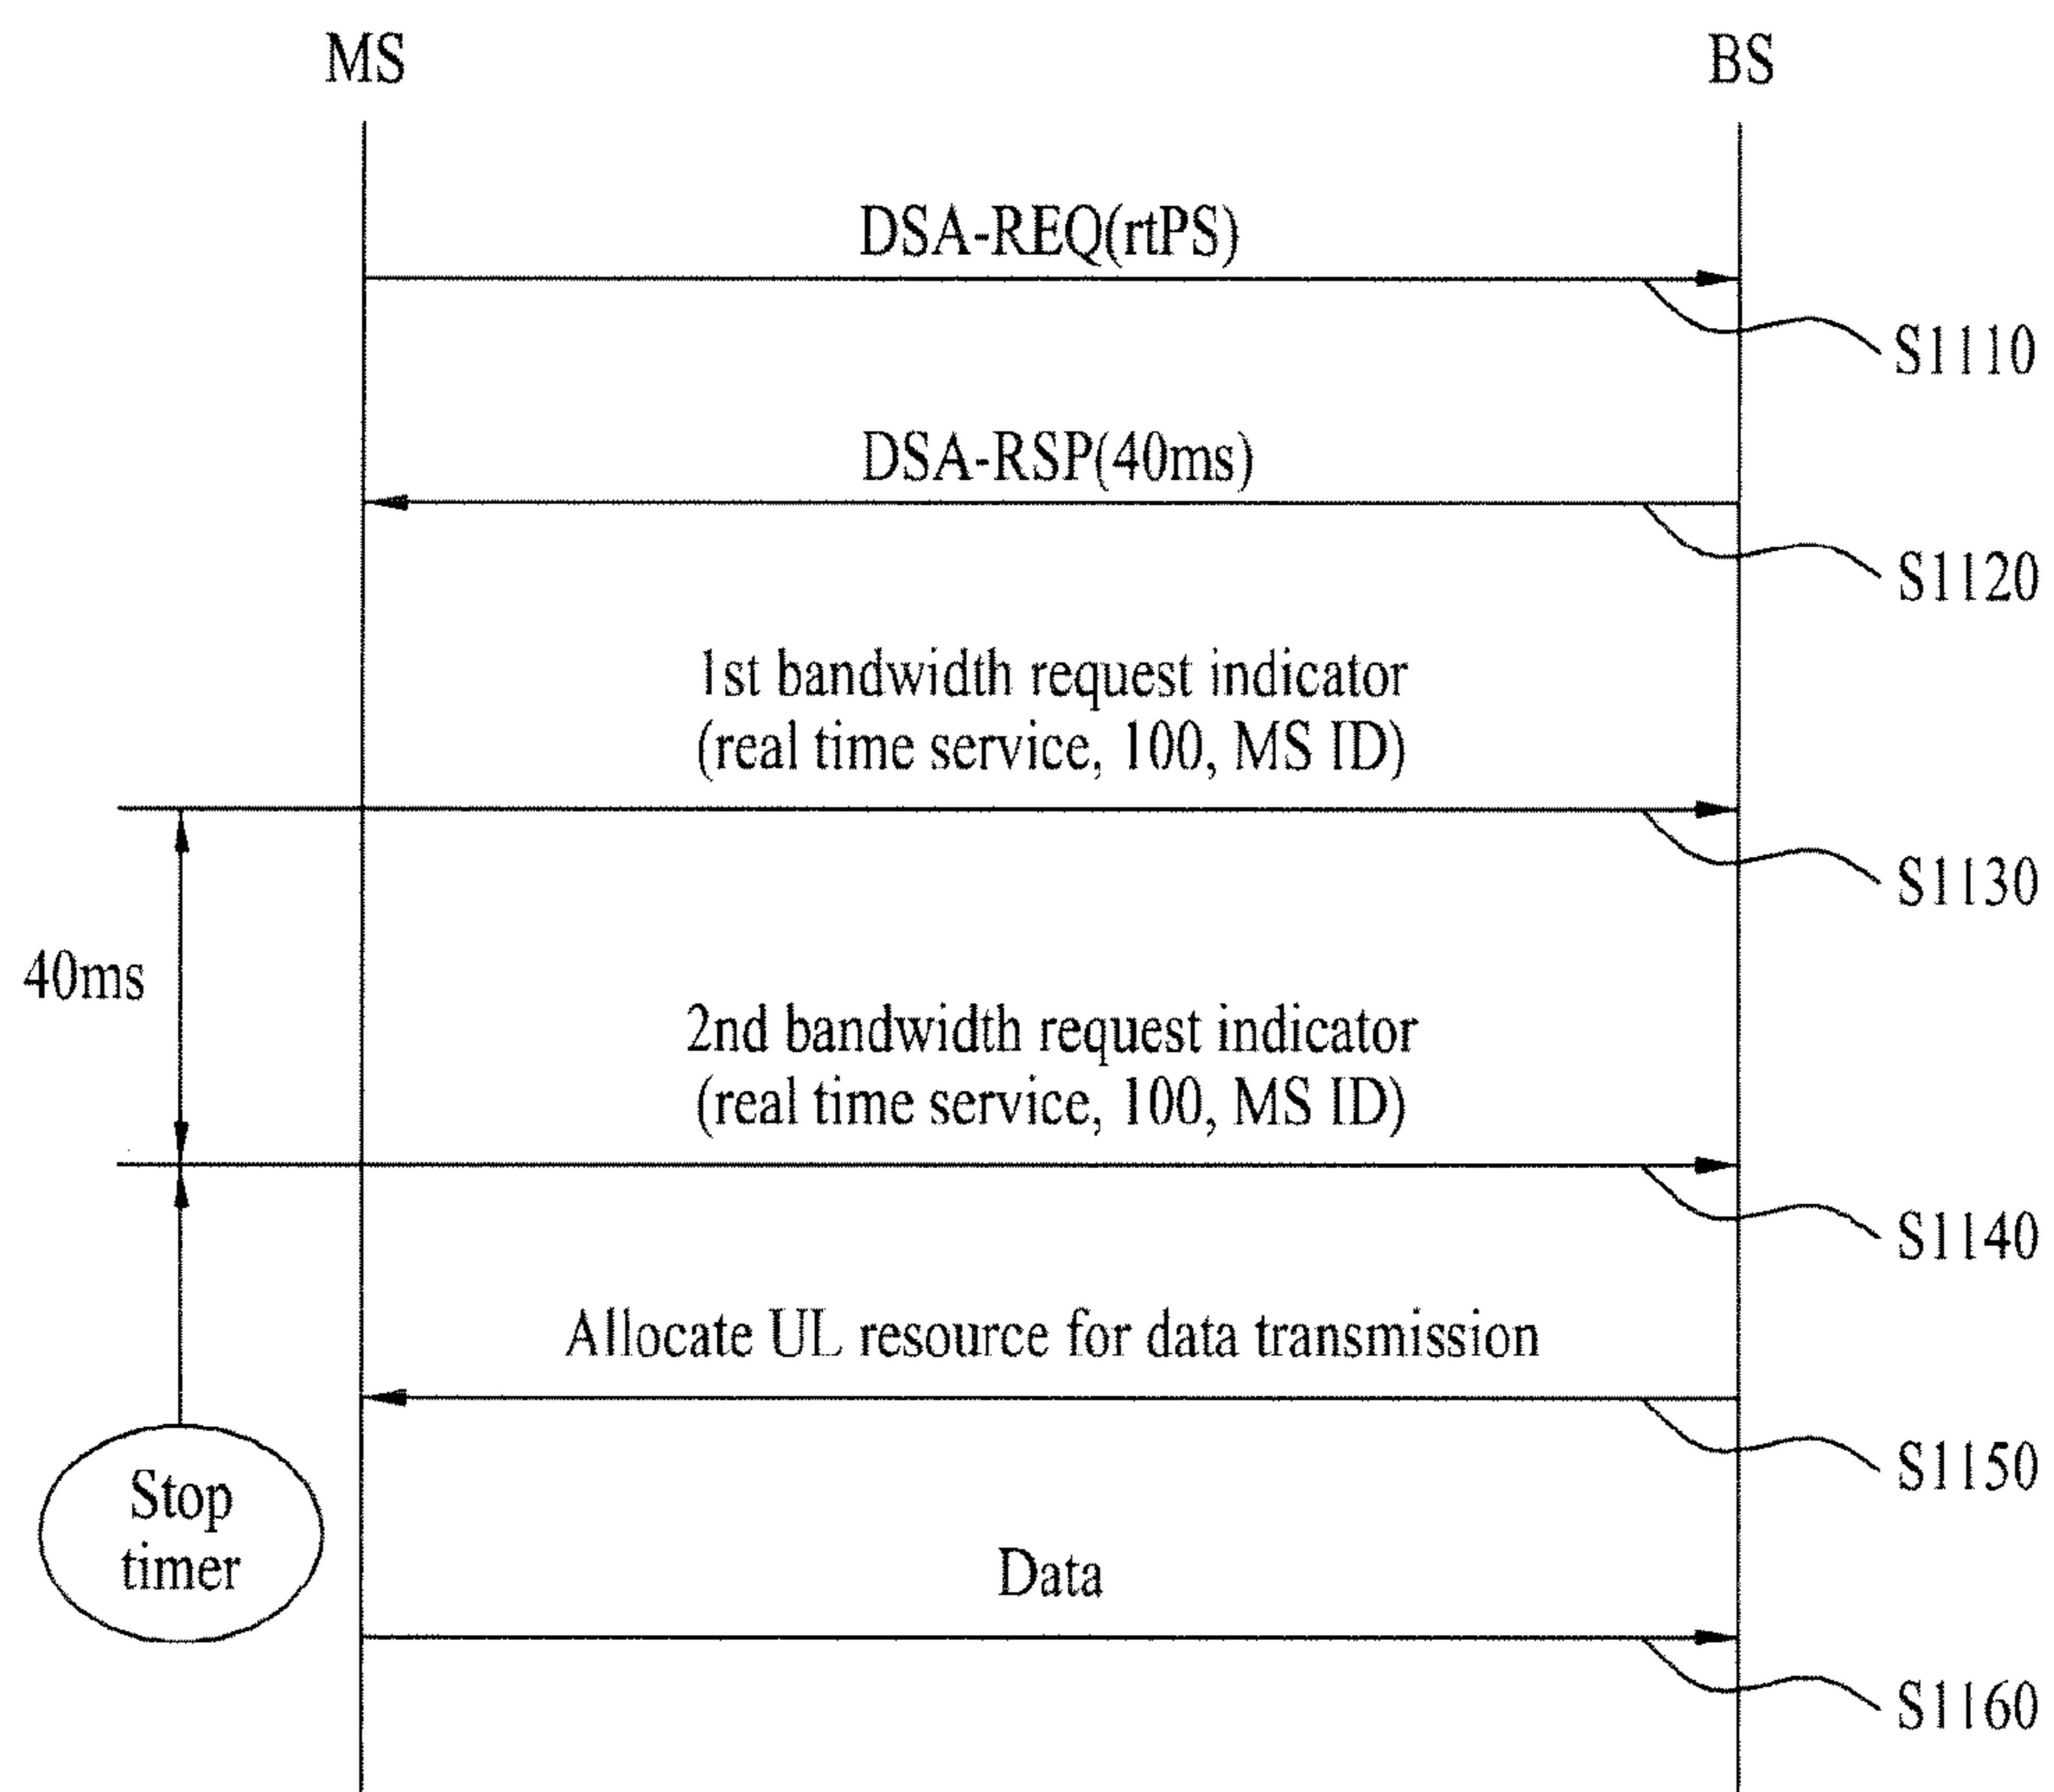 MS
BS
DSA-REQ(rtPS)
S1110
DSA-RSP(40ms)
S1120
1st bandwidth request indicator
(real time service, 100, MS ID)
S1130
40ms
2nd bandwidth request indicator
(real time service, 100, MS ID)
S1140
Allocate UL resource for data transmission
S1150
Stop
timer
Data
S1160